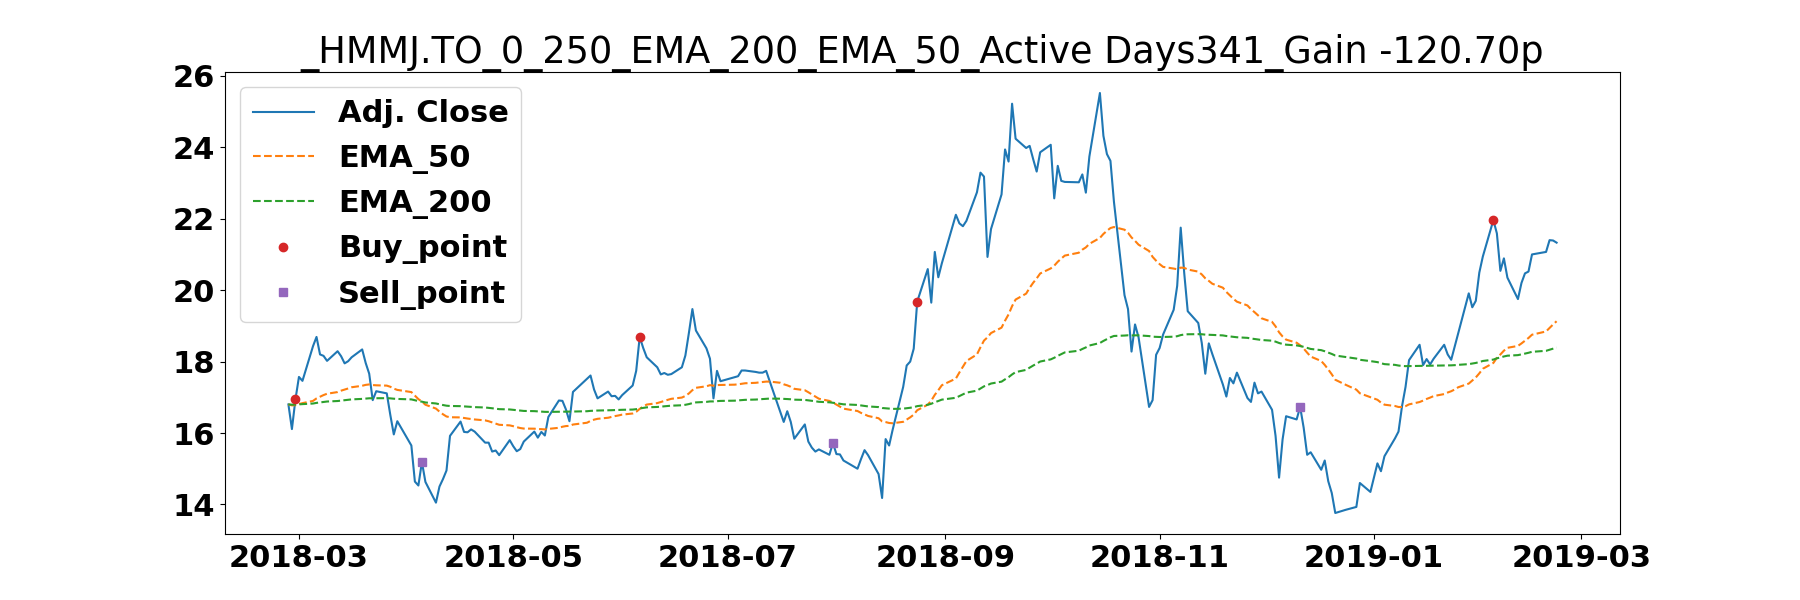 _HMMJ.TO_0_250_EMA_200_EMA_50_Active Days341_Gain -120.70p
26
24
22
20
18
16
14
Adj. Close
EMA_50
EMA_200
Buy_point
Sell_point
2018-03 2018-05 2018-07 2018-09 2018-11 2019-01 2019-03